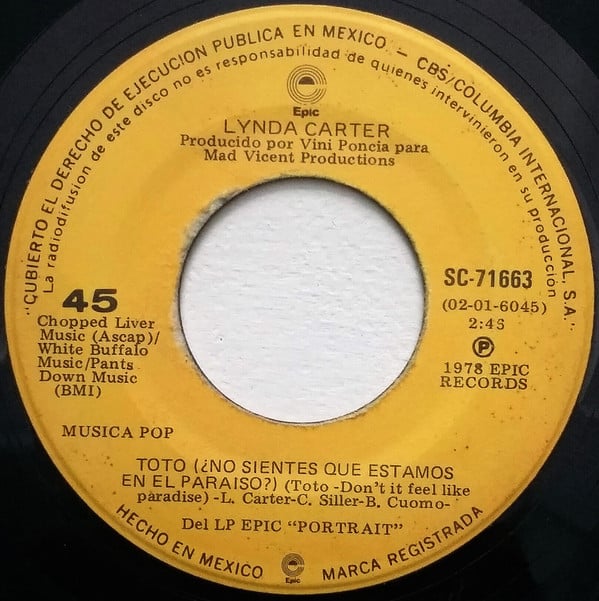 "CUBIERTO EL DERECHO DE EJECUCION PUBLICA EN MEXICO - CBS/COLUMBIA INTERNACIONAL, S.A."
La radiodifusion de este disco no es responsabilidad de quienes intervinieron en su producción
Epic
LYNDA CARTER
Producido por Vini Poncia para
Mad Vicent Productions
45
Chopped Liver
Music (Ascap)/
White Buffalo
Music/Pants
Down Music
(BMI)
SC-71663
(02-01-6045)
2:45
P
1978 EPIC
RECORDS
MUSICA POP
TOTO (¿NO SIENTES QUE ESTAMOS
EN EL PARAISO?) (Toto -Don't it feel like
paradise) -L. Carter-C. Siller-B. Cuomo-
Del LP EPIC "PORTRAIT"
HECHO EN MEXICO
Epic
MARCA REGISTRADA